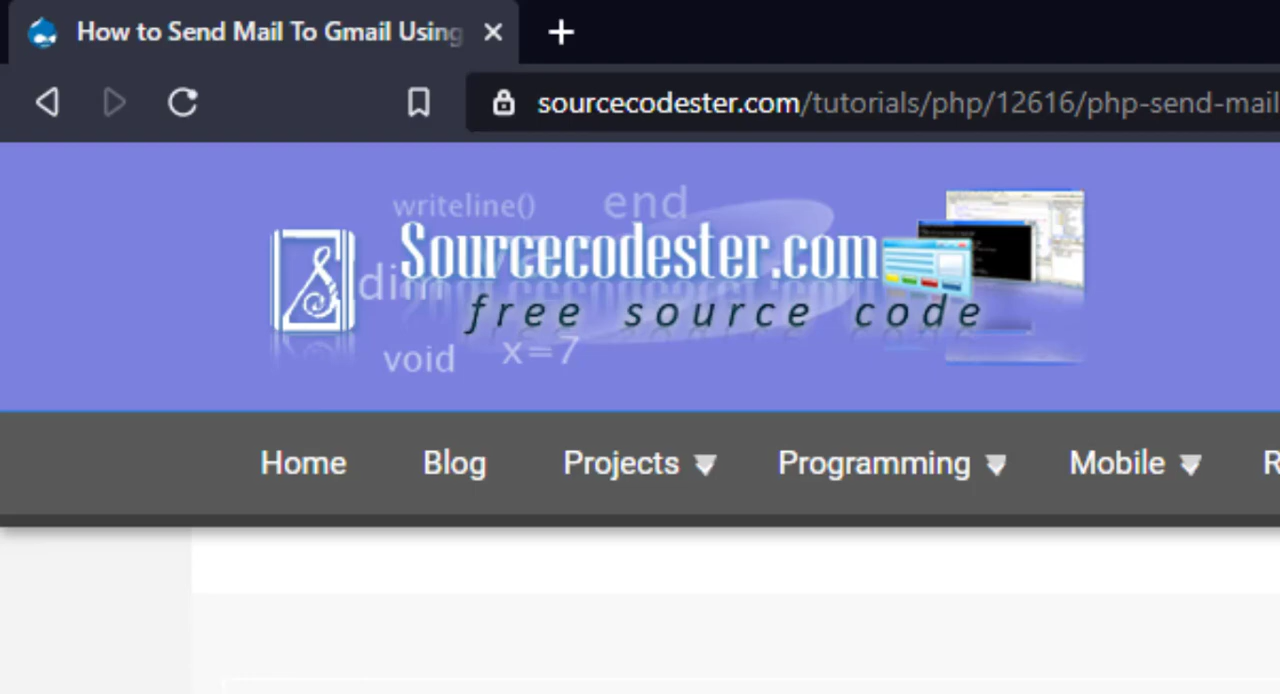 How to Send Mail To Gmail Using
sourcecodester.com/tutorials/php/12616/php-send-mail
writeline() end
Sourcecodester.com
dim
free source code
void x=7
Home Blog Projects Programming Mobile R